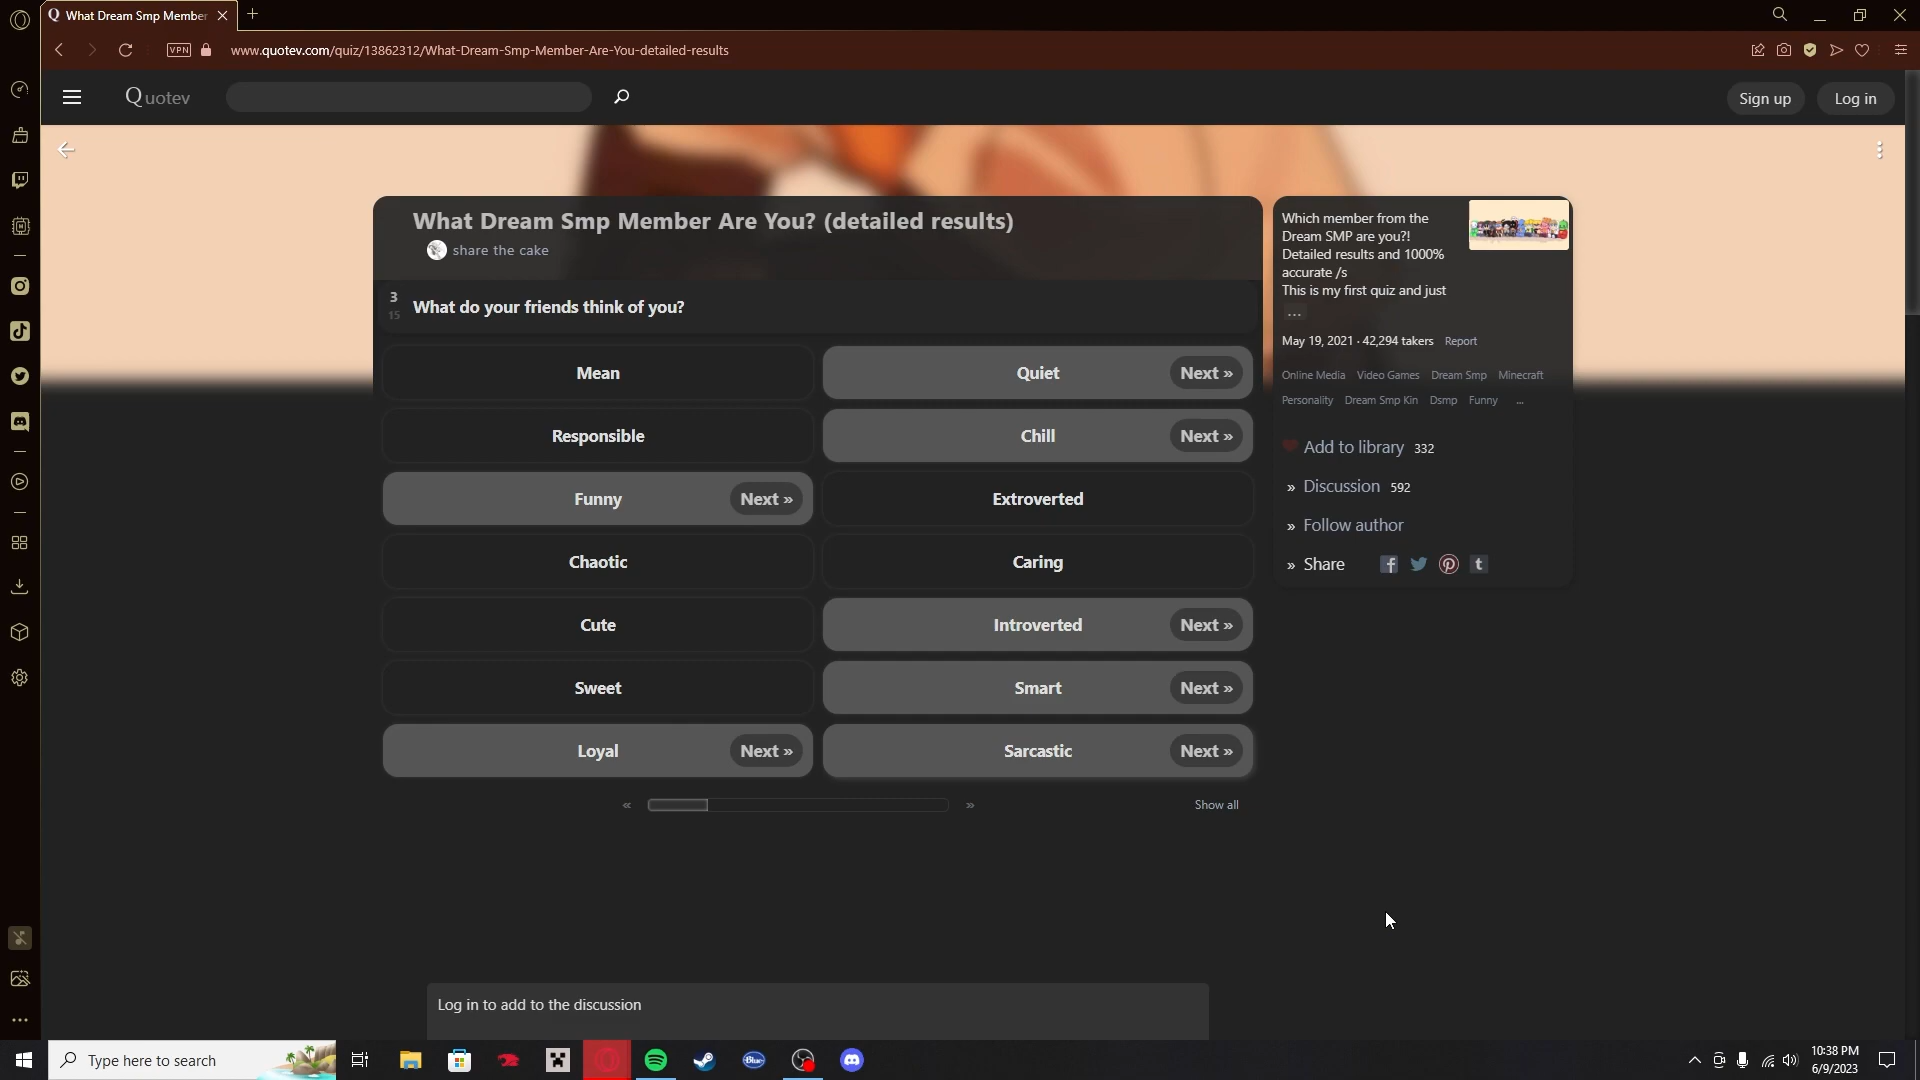 What Dream Smp Member
VPN
www.quotev.com/quiz/13862312/What-Dream-Smp-Member-Are-You-detailed-results
Quotev
Sign up
Log in
What Dream Smp Member Are You? (detailed results)
share the cake
3
15
What do your friends think of you?
Mean
Quiet
Next »
Responsible
Chill
Next »
Funny
Next »
Extroverted
Chaotic
Caring
Cute
Introverted
Next »
Sweet
Smart
Next »
Loyal
Next »
Sarcastic
Next »
«
»
Show all
Which member from the
Dream SMP are you?!
Detailed results and 1000%
accurate /s
This is my first quiz and just
...
May 19, 2021 · 42,294 takers Report
Online Media Video Games Dream Smp Minecraft
Personality Dream Smp Kin Dsmp Funny ...
Add to library 332
» Discussion 592
» Follow author
» Share
Log in to add to the discussion
Type here to search
Blue
10:38 PM
6/9/2023